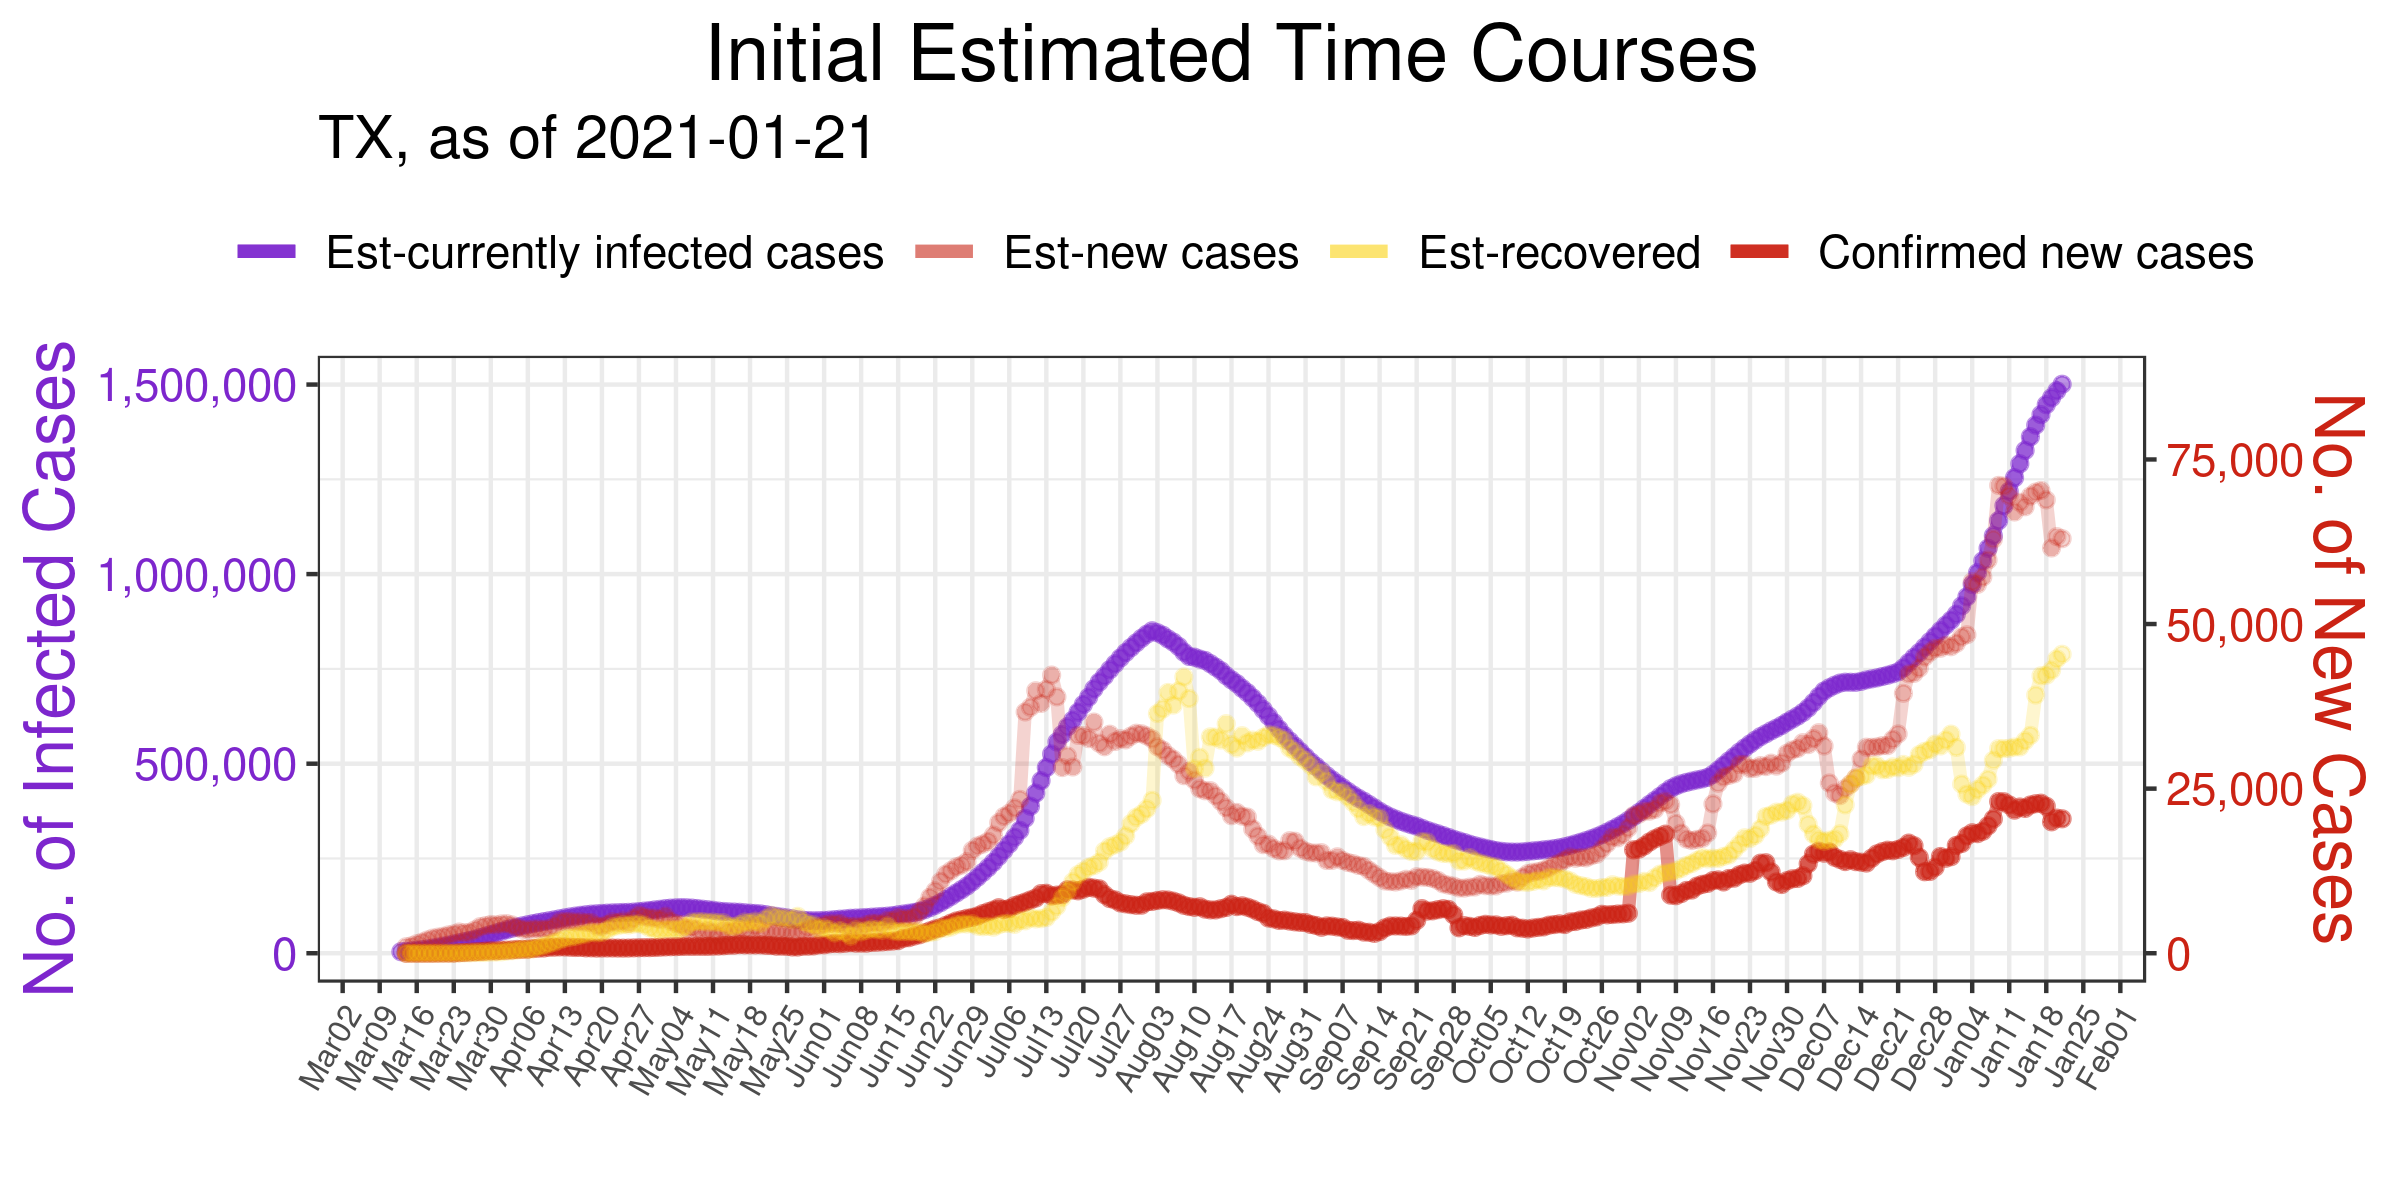 Initial Estimated Time Courses
TX, as of 2021-01-21
Est-currently infected cases Est-new cases Est-recovered Confirmed new cases
No. of Infected Cases
1,500,000
1,000,000
500,000
0
75,000
50,000
25,000
0
No. of New Cases
Mar02 Mar09 Mar16 Mar23 Mar30 Apr06 Apr13 Apr20 Apr27 May04 May11 May18 May25 Jun01 Jun08 Jun15 Jun22 Jun29 Jul06 Jul13 Jul20 Jul27 Aug03 Aug10 Aug17 Aug24 Aug31 Sep07 Sep14 Sep21 Sep28 Oct05 Oct12 Oct19 Oct26 Nov02 Nov09 Nov16 Nov23 Nov30 Dec07 Dec14 Dec21 Dec28 Jan04 Jan11 Jan18 Jan25 Feb01